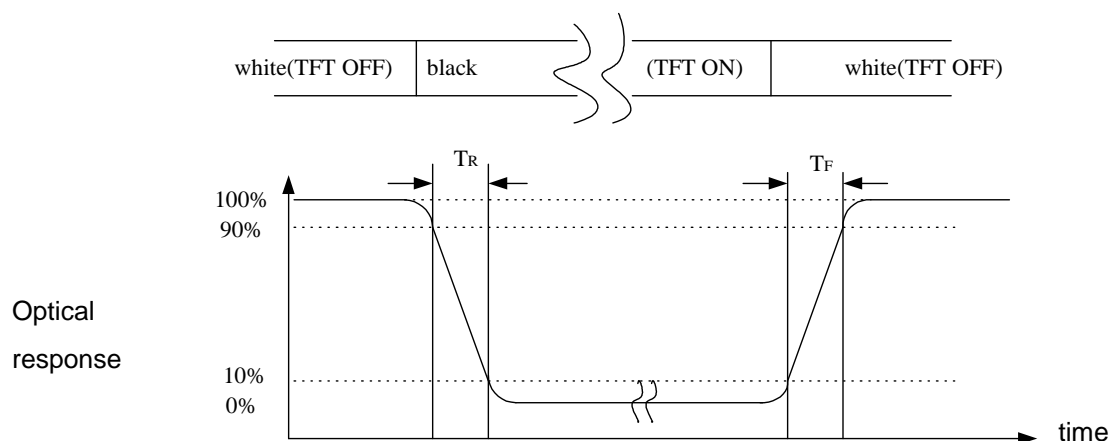 white(TFT OFF) black (TFT ON) white(TFT OFF)
TR TF
100%
90%
Optical
response
10%
0%
time